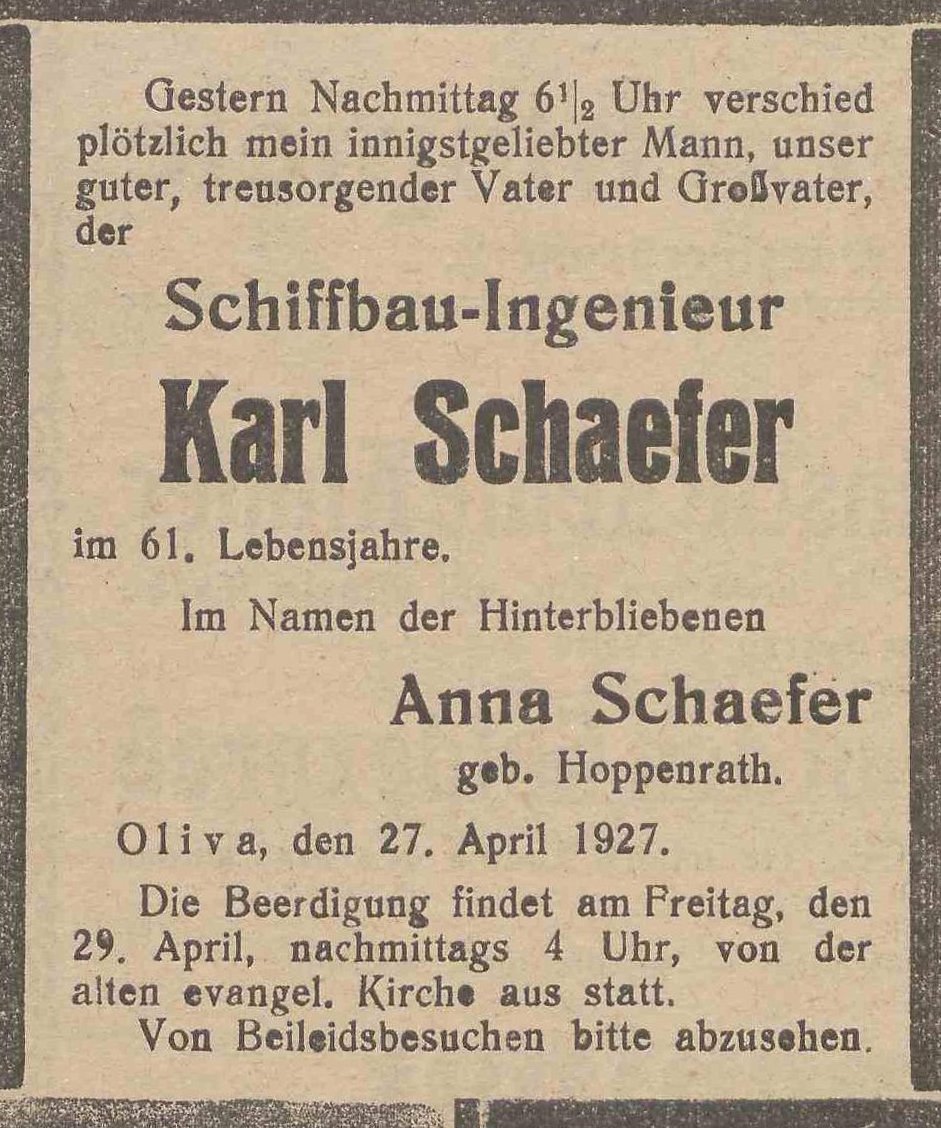 Gestern Nachmittag 6½ Uhr verschied
plötzlich mein innigstgeliebter Mann, unser
guter, treusorgender Vater und Großvater,
der
Schiffbau-Ingenieur
Karl Schaefer
im 61. Lebensjahre.
Im Namen der Hinterbliebenen
Anna Schaefer
geb. Hoppenrath.
Oliva, den 27. April 1927.
Die Beerdigung findet am Freitag, den
29. April, nachmittags 4 Uhr, von der
alten evangel. Kirche aus statt.
Von Beileidsbesuchen bitte abzusehen.